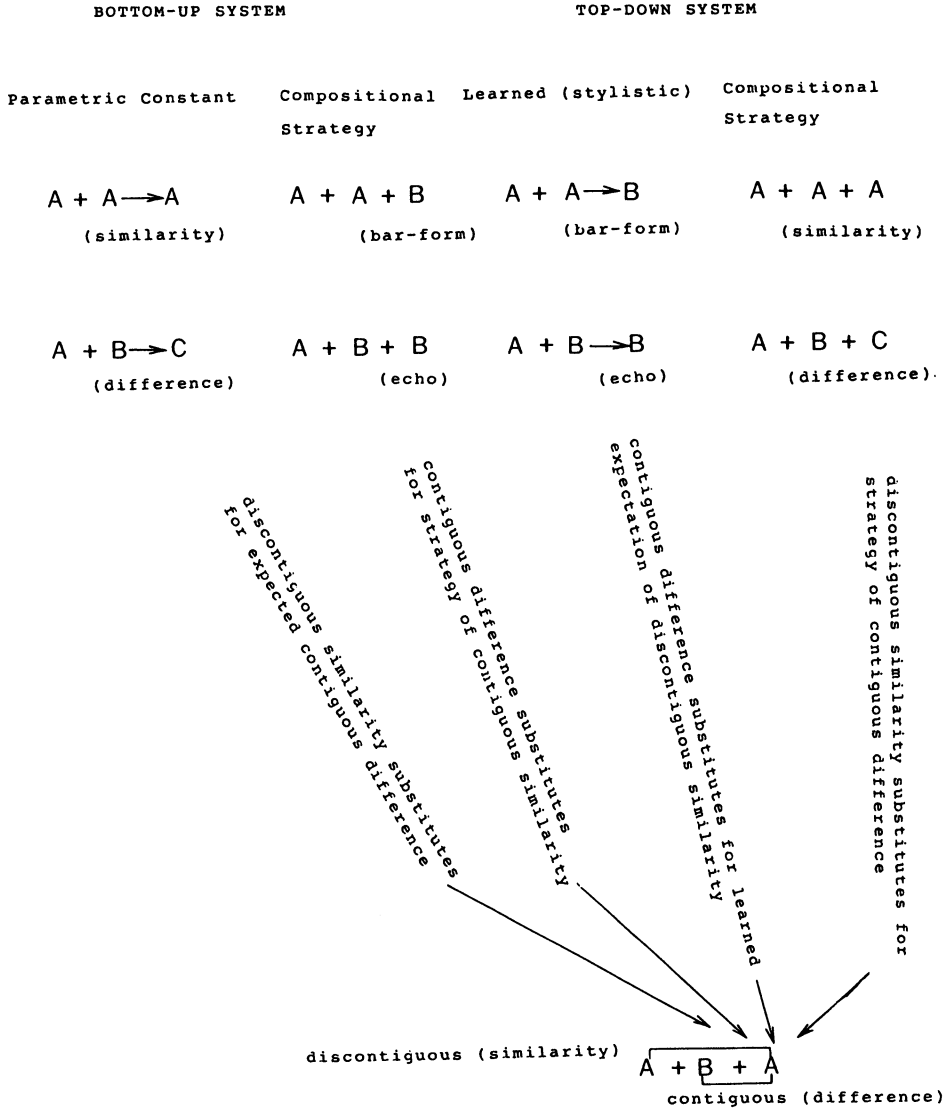 BOTTOM-UP SYSTEM TOP-DOWN SYSTEM
Parametric Constant Compositional Strategy Learned (stylistic) Compositional Strategy
A + A → A A + A + B A + A → B A + A + A
(similarity) (bar-form) (bar-form) (similarity)
A + B → C A + B + B A + B → B A + B + C
(difference) (echo) (echo) (difference).
discontiguous similarity substitutes
for expected contiguous difference
contiguous difference substitutes
for strategy of contiguous similarity
contiguous difference substitutes for learned
expectation of discontiguous similarity
discontiguous similarity substitutes for
strategy of contiguous difference
discontiguous (similarity)
A + B + A
contiguous (difference)